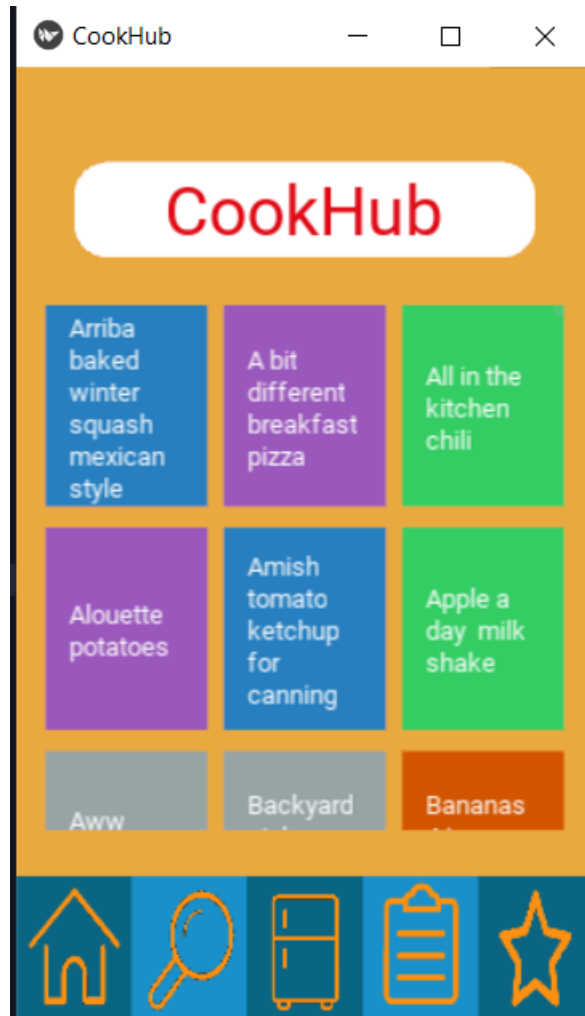 CookHub
CookHub
Arriba
baked
winter
squash
mexican
style
A bit
different
breakfast
pizza
All in the
kitchen
chili
Alouette
potatoes
Amish
tomato
ketchup
for
canning
Apple a
day milk
shake
Aww
Backyard
Bananas